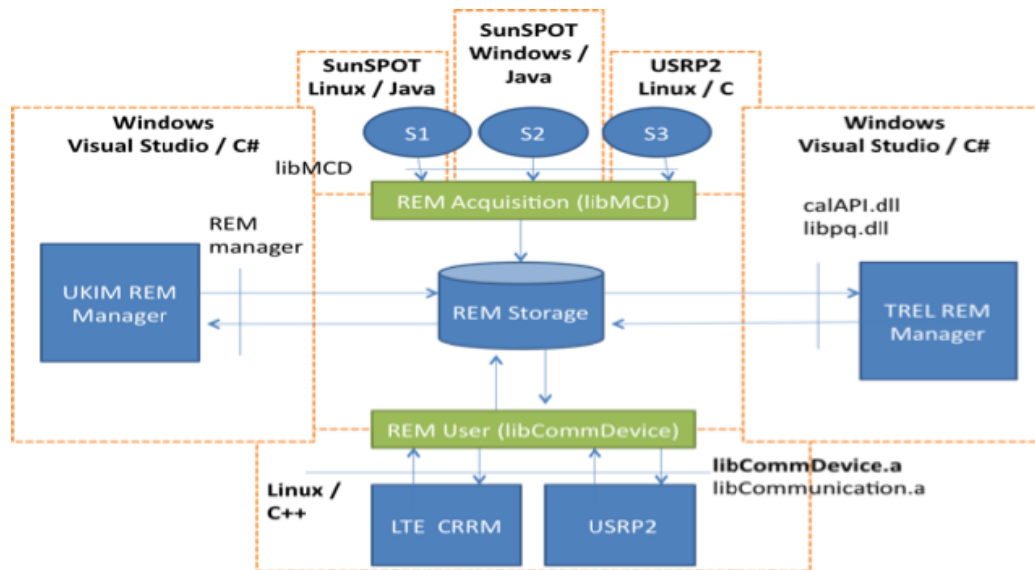 SunSPOT
Windows /
Java
SunSPOT
Linux / Java
USRP2
Linux / C
Windows
Visual Studio / C#
Windows
Visual Studio / C#
S1
S2
S3
libMCD
REM Acquisition (libMCD)
calAPI.dll
libpq.dll
REM
manager
UKIM REM
Manager
REM Storage
TREL REM
Manager
REM User (libCommDevice)
libCommDevice.a
libCommunication.a
Linux /
C++
LTE CRRM
USRP2